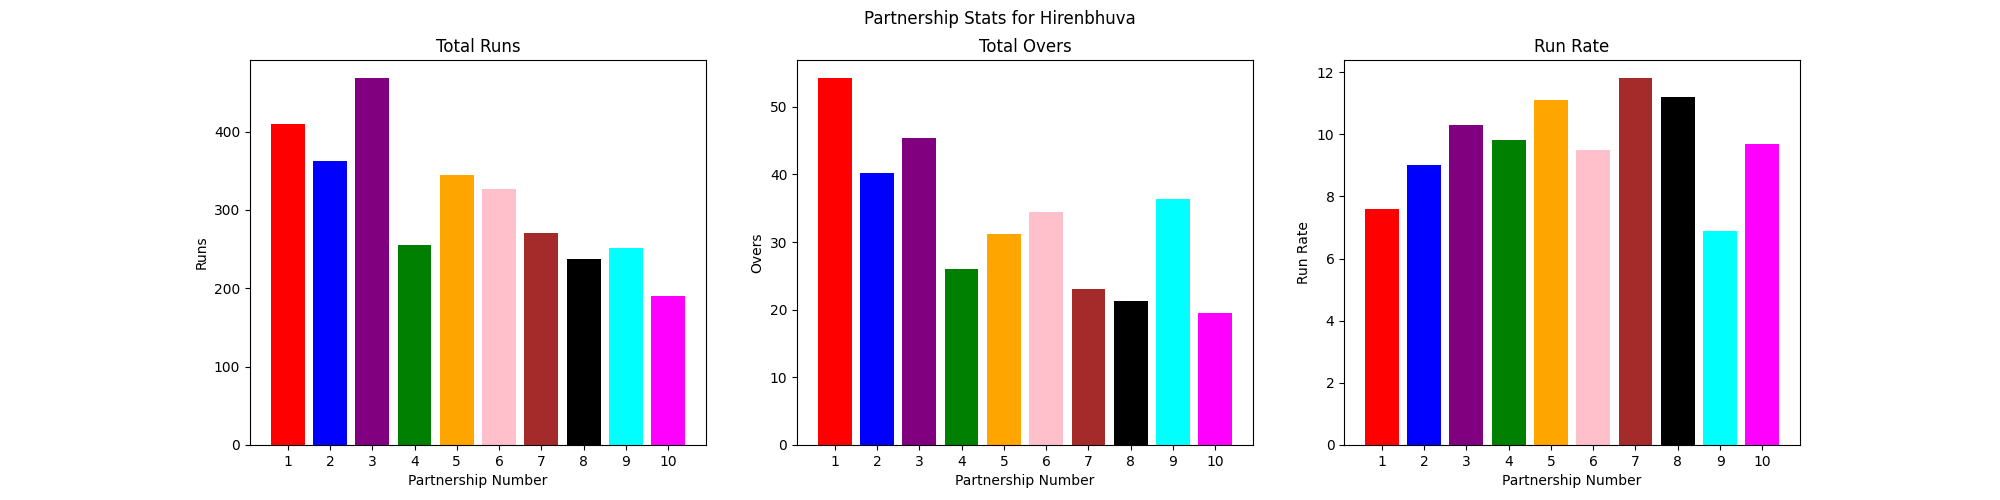 Partnership Stats for Hirenbhuva
Total Runs
Runs
400
300
200
100
0
1 2 3 4 5 6 7 8 9 10
Partnership Number
Total Overs
Overs
50
40
30
20
10
0
1 2 3 4 5 6 7 8 9 10
Partnership Number
Run Rate
Run Rate
12
10
8
6
4
2
0
1 2 3 4 5 6 7 8 9 10
Partnership Number